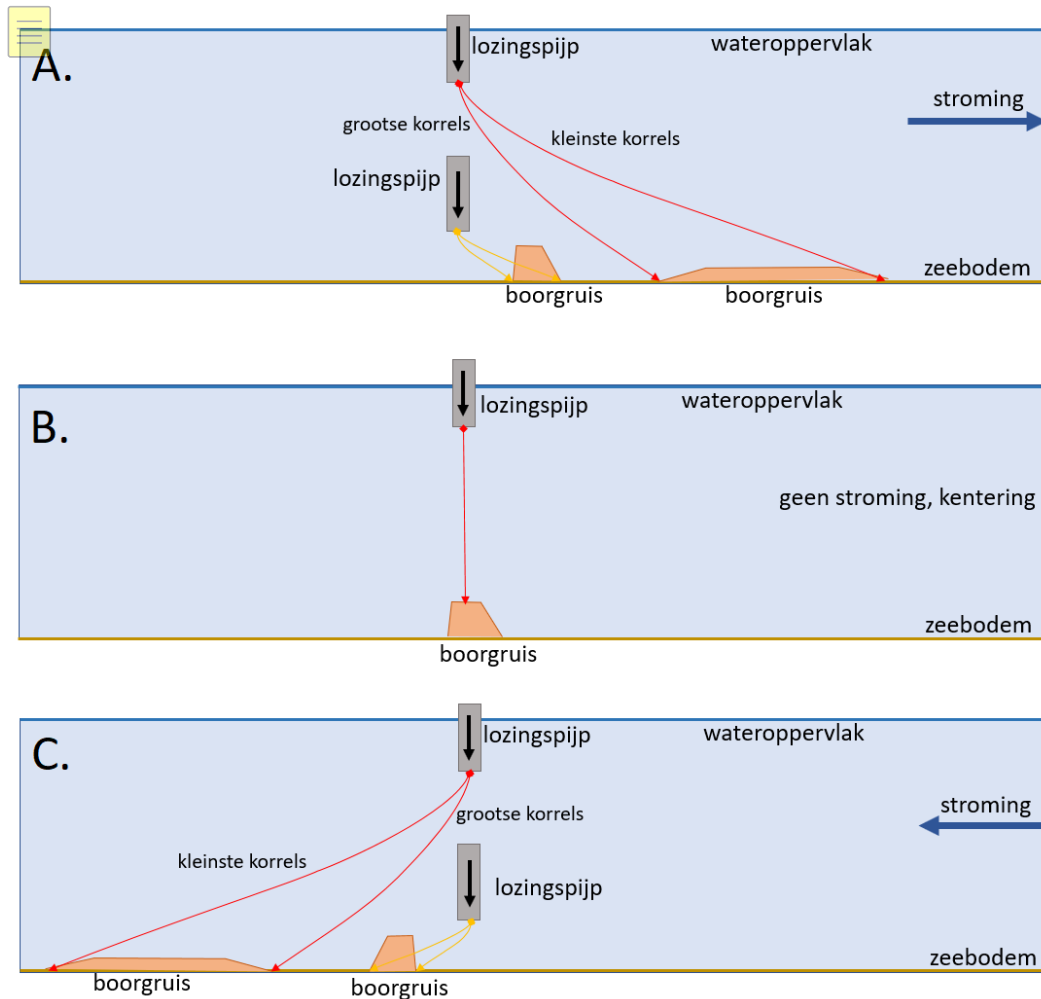 A.
lozingspijp
wateroppervlak
stroming
grootse korrels
kleinste korrels
lozingspijp
zeebodem
boorgruis
boorgruis
B.
lozingspijp
wateroppervlak
geen stroming, kentering
zeebodem
boorgruis
C.
lozingspijp
wateroppervlak
stroming
grootse korrels
kleinste korrels
lozingspijp
zeebodem
boorgruis
boorgruis